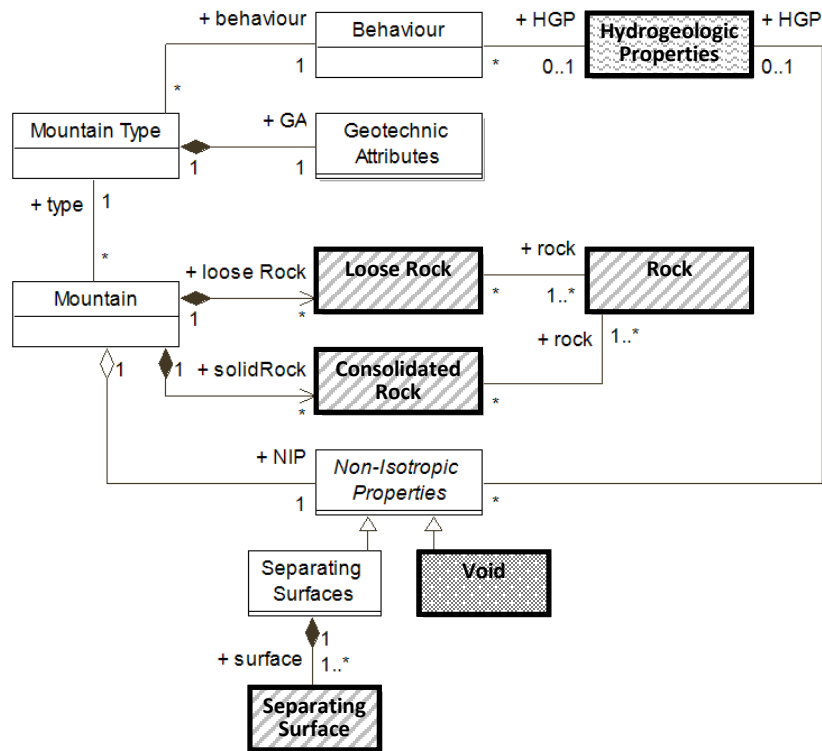 + behaviour
Behaviour
+ HGP
Hydrogeologic
Properties
+ HGP
1
*
0..1
0..1
*
Mountain Type
+ GA
Geotechnic
Attributes
1
1
+ type
1
*
Mountain
+ loose Rock
Loose Rock
+ rock
Rock
1
*
*
1..*
+ rock
1..*
1
1
+ solidRock
Consolidated
Rock
*
*
+ NIP
Non-Isotropic
Properties
1
*
Separating
Surfaces
Void
1
+ surface
1..*
Separating
Surface